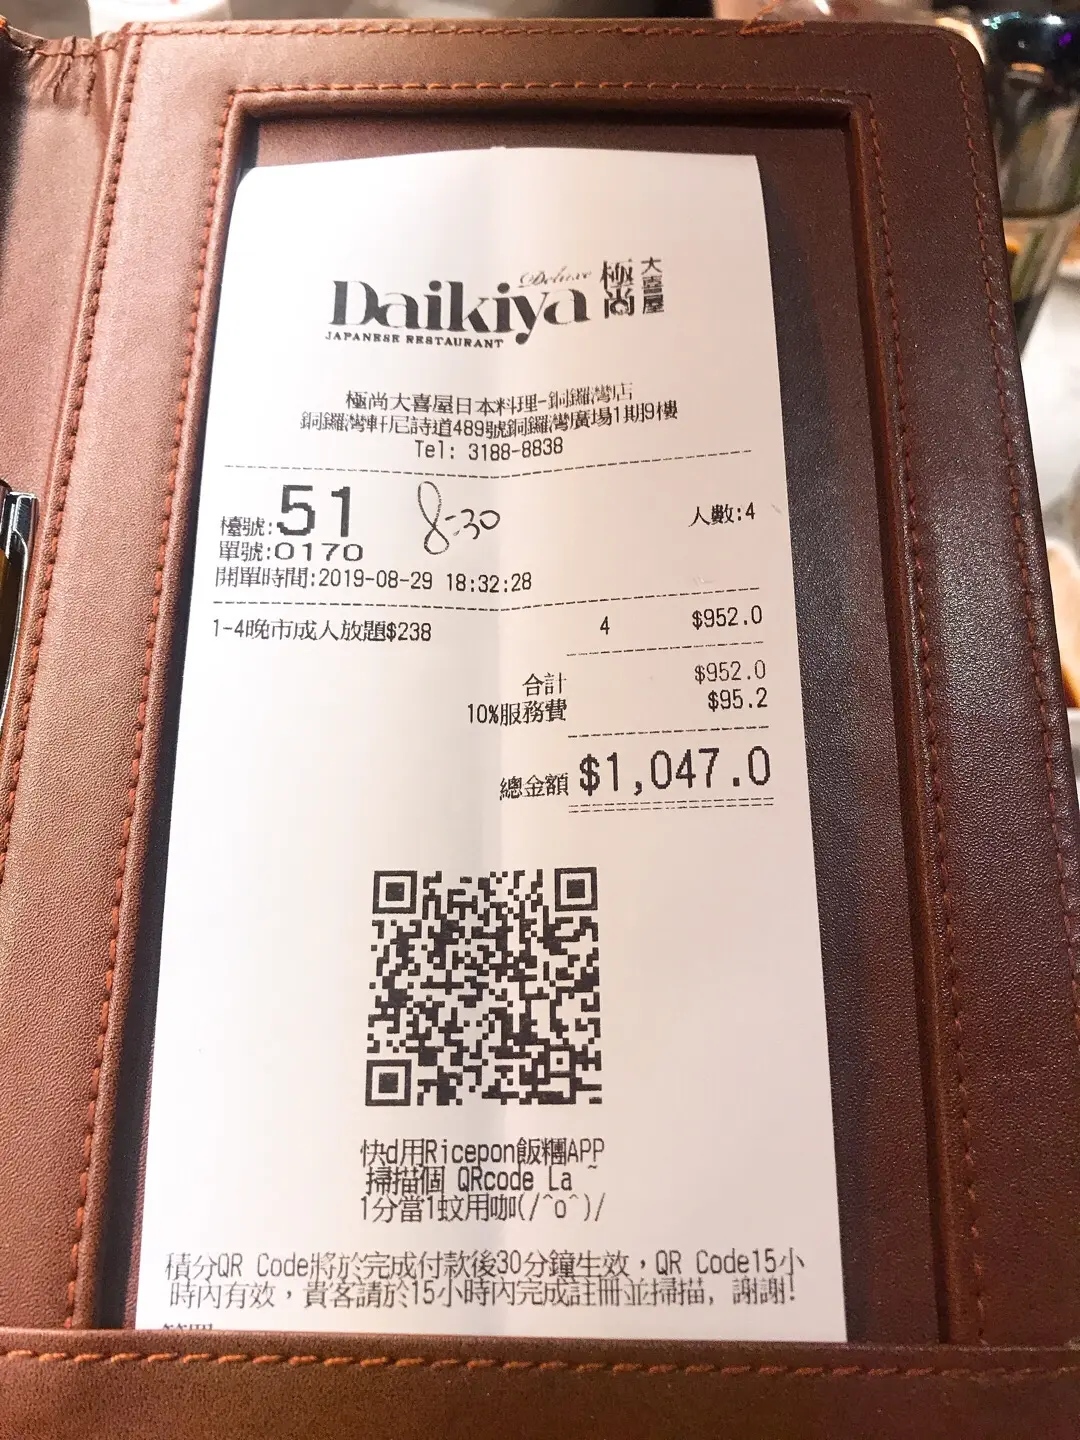 Deluxe
Daikiya 極尚 大喜屋
JAPANESE RESTAURANT
極尚大喜屋日本料理-銅鑼灣店
銅鑼灣軒尼詩道489號銅鑼灣廣場1期9樓
Tel: 3188-8838
檯號:51 8:30 人數:4
單號:0170
開單時間:2019-08-29 18:32:28
1-4晚市成人放題$238 4 $952.0
合計 $952.0
10%服務費 $95.2
總金額 $1,047.0
快d用Ricepon飯糰APP
掃描個 QRcode La ~
1分當1蚊用咖(/^o^)/
積分QR Code將於完成付款後30分鐘生效，QR Code15小
時內有效，貴客請於15小時內完成註冊並掃描, 謝謝!